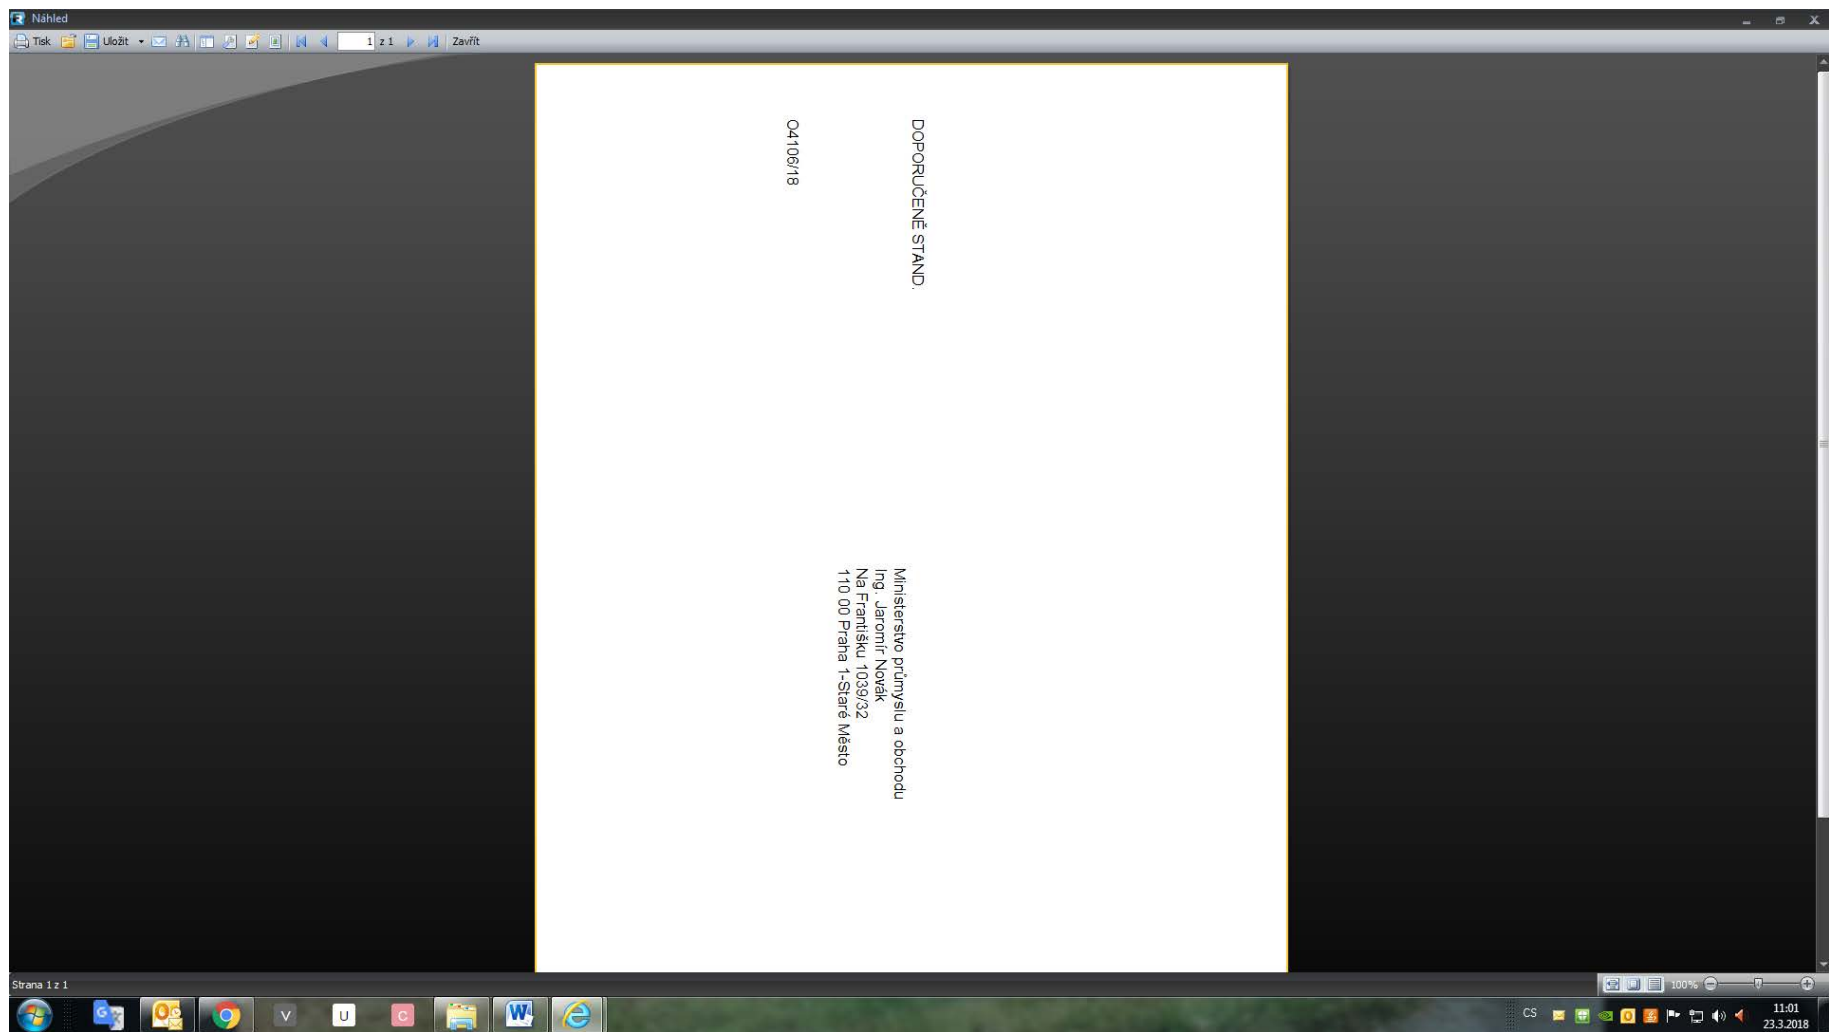 Náhled
Tisk Uložit 1 z 1 Zavřít
DOPORUČENĚ STAND.
O4106/18
Ministerstvo průmyslu a obchodu
Ing. Jaromír Novák
Na Františku 1039/32
110 00 Praha 1-Staré Město
Strana 1 z 1
100%
V U C
CS
11:01
23.3.2018